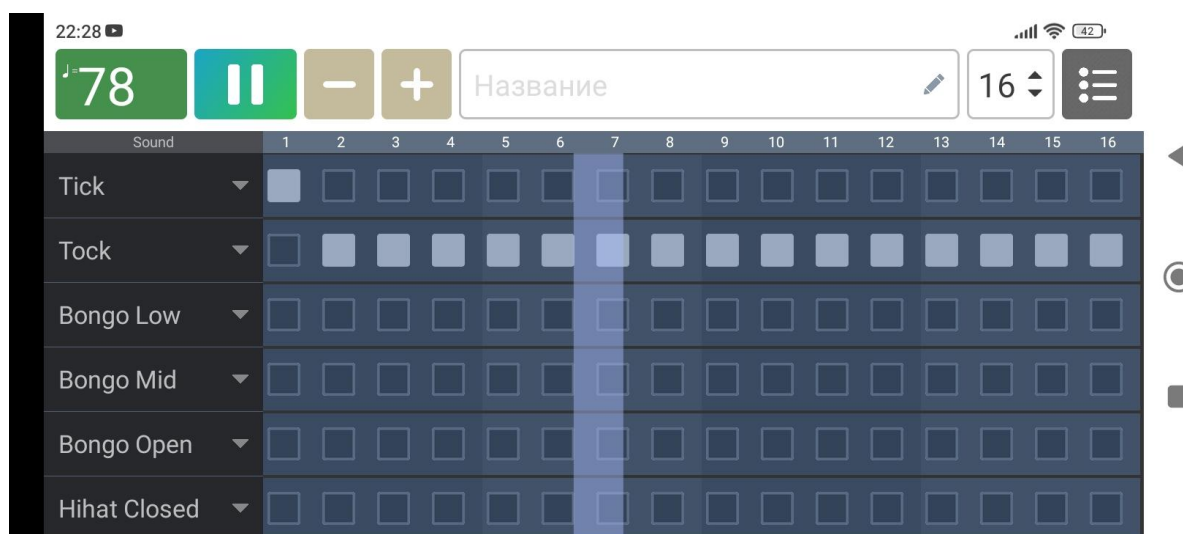 22:28 42
♩=78 Название 16
Sound 1 2 3 4 5 6 7 8 9 10 11 12 13 14 15 16
Tick
Tock
Bongo Low
Bongo Mid
Bongo Open
Hihat Closed